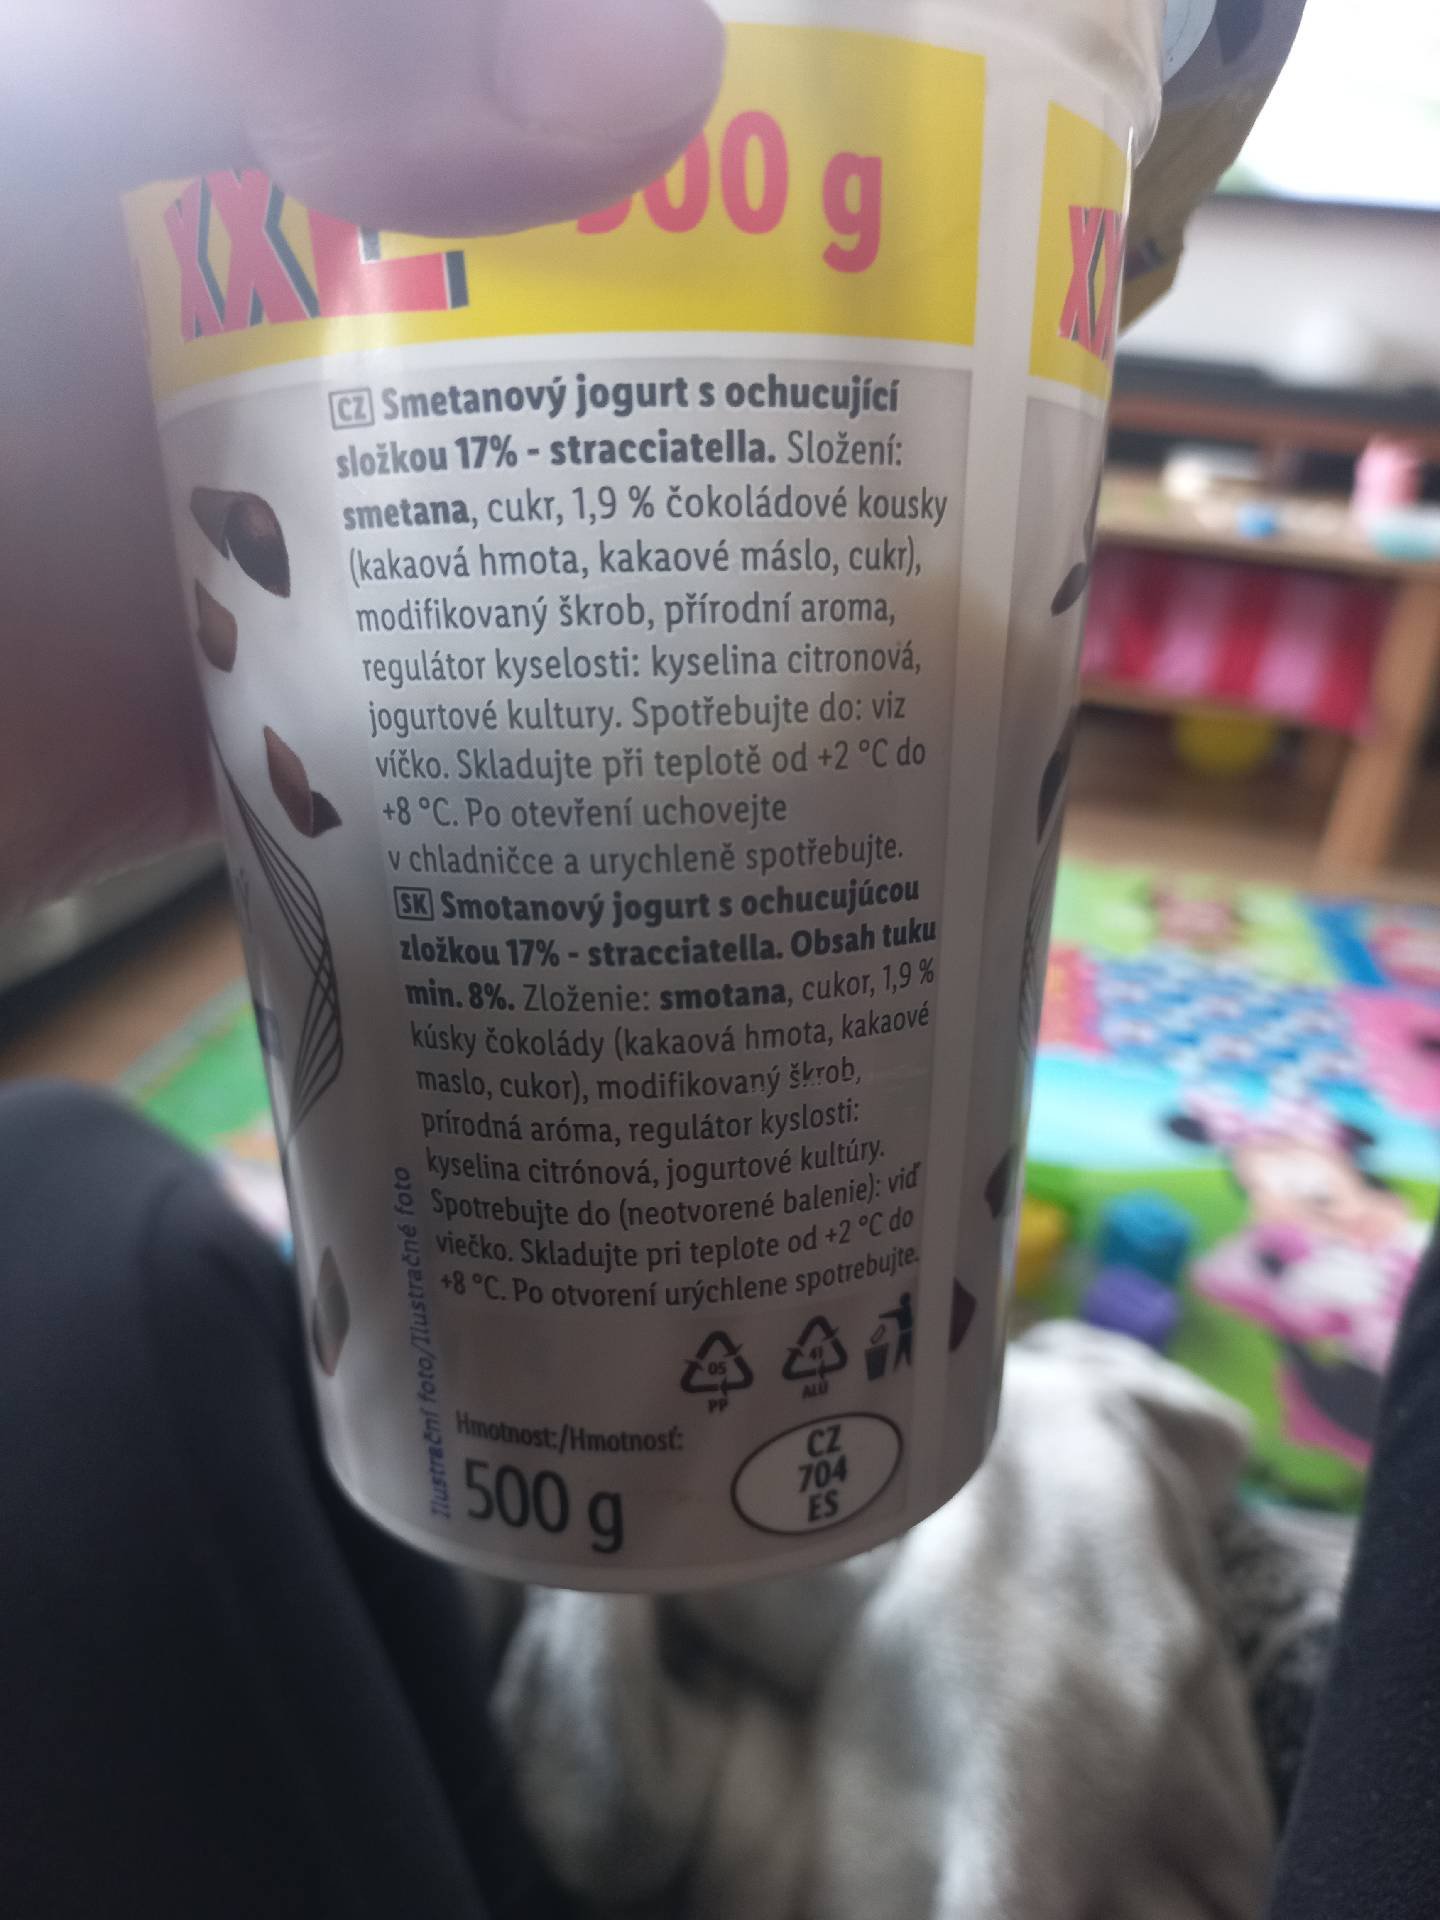 XXL 500 g
XX
CZ Smetanový jogurt s ochucující
složkou 17% - stracciatella. Složení:
smetana, cukr, 1,9 % čokoládové kousky
(kakaová hmota, kakaové máslo, cukr),
modifikovaný škrob, přírodní aroma,
regulátor kyselosti: kyselina citronová,
jogurtové kultury. Spotřebujte do: viz
víčko. Skladujte při teplotě od +2 °C do
+8 °C. Po otevření uchovejte
v chladničce a urychleně spotřebujte.
SK Smotanový jogurt s ochucujúcou
zložkou 17% - stracciatella. Obsah tuku
min. 8%. Zloženie: smotana, cukor, 1,9 %
kúsky čokolády (kakaová hmota, kakaové
maslo, cukor), modifikovaný škrob,
prírodná aróma, regulátor kyslosti:
kyselina citrónová, jogurtové kultúry.
Spotrebujte do (neotvorené balenie): viď
viečko. Skladujte pri teplote od +2 °C do
+8 °C. Po otvorení urýchlene spotrebujte.
Ilustrační foto/Ilustračné foto
05
PP
41
ALU
Hmotnost:/Hmotnosť:
500 g
CZ
704
ES